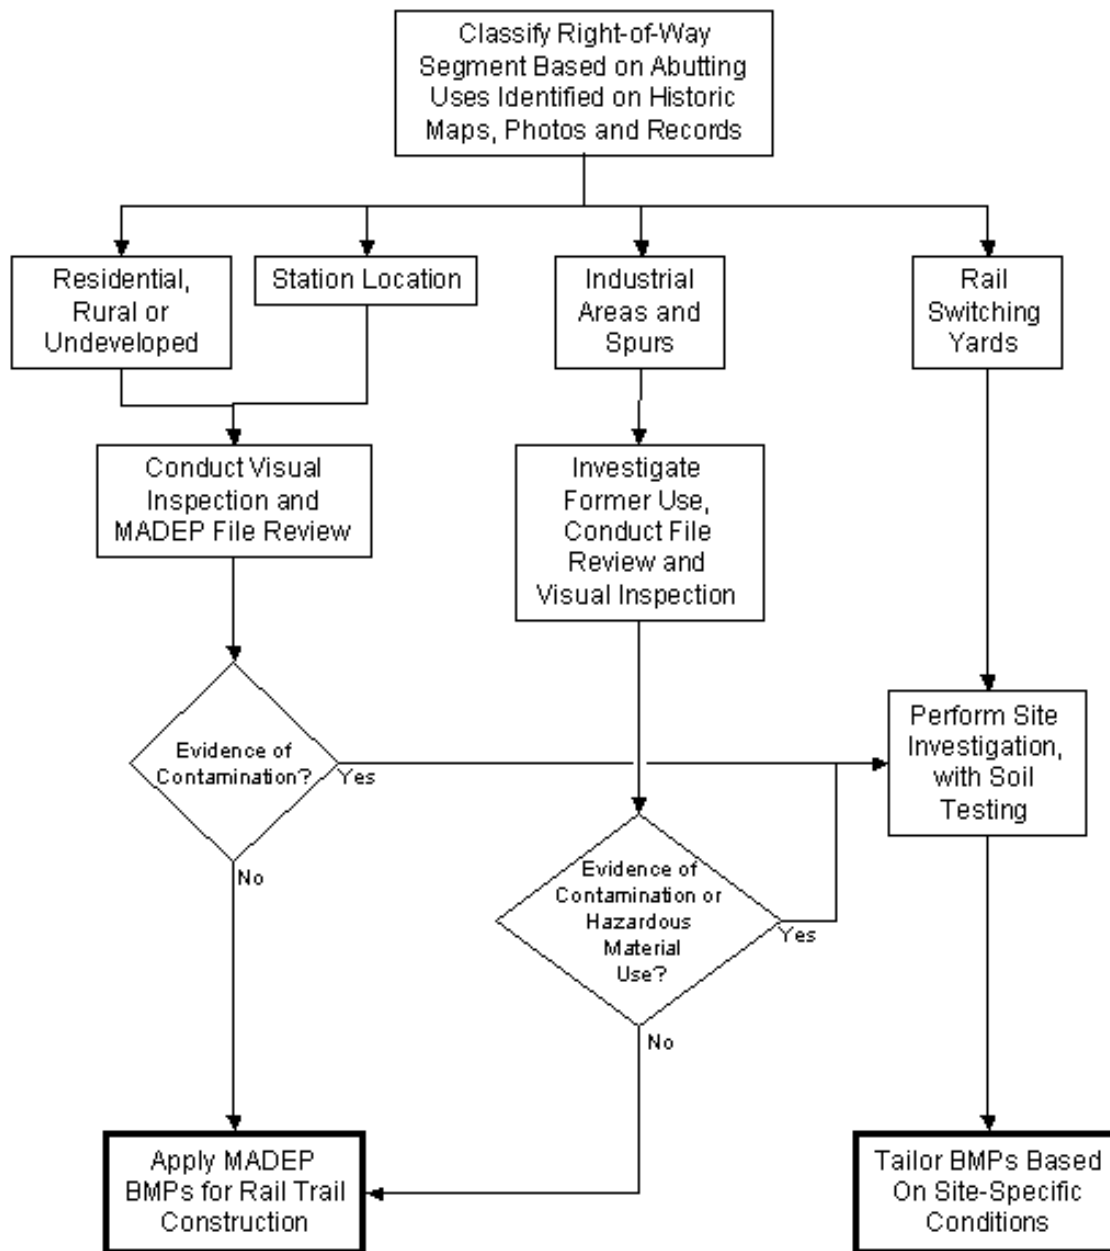 Classify Right-of-Way
Segment Based on Abutting
Uses Identified on Historic
Maps, Photos and Records
Residential,
Rural or
Undeveloped
Station Location
Industrial
Areas and
Spurs
Rail
Switching
Yards
Conduct Visual
Inspection and
MADEP File Review
Investigate
Former Use,
Conduct File
Review and
Visual Inspection
Evidence of
Contamination?
Yes
No
Perform Site
Investigation,
with Soil
Testing
Evidence of
Contamination or
Hazardous
Material
Use?
Yes
No
Apply MADEP
BMPs for Rail Trail
Construction
Tailor BMPs Based
On Site-Specific
Conditions